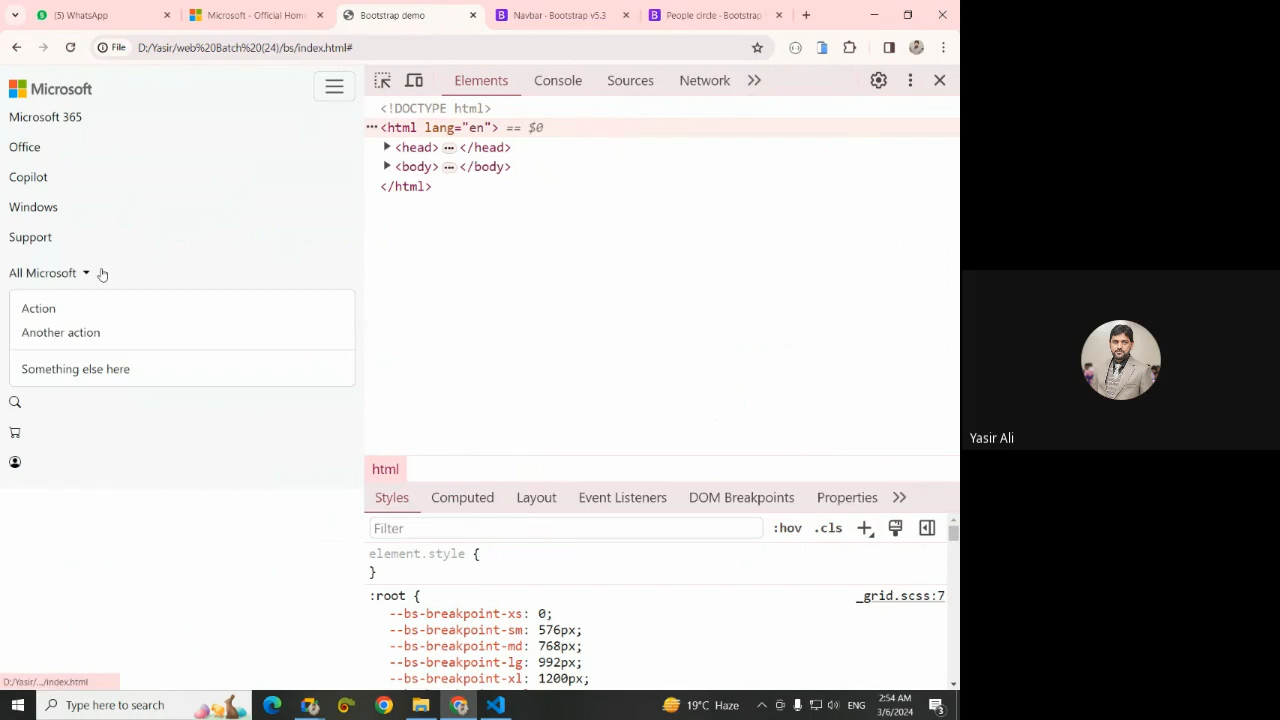 (5) WhatsApp
Microsoft - Official Hom
Bootstrap demo
Navbar · Bootstrap v5.3
People circle · Bootstrap
File
D:/Yasir/web%20Batch%20(24)/bs/index.html#
Microsoft
Microsoft 365
Office
Copilot
Windows
Support
All Microsoft
Action
Another action
Something else here
Elements
Console
Sources
Network
<!DOCTYPE html>
<html lang="en"> == $0
<head> ... </head>
<body> ... </body>
</html>
html
Styles
Computed
Layout
Event Listeners
DOM Breakpoints
Properties
Filter
:hov
.cls
element.style {
}
:root {
_grid.scss:7
--bs-breakpoint-xs: 0;
--bs-breakpoint-sm: 576px;
--bs-breakpoint-md: 768px;
--bs-breakpoint-lg: 992px;
--bs-breakpoint-xl: 1200px;
D:/Yasir/.../index.html
Type here to search
19°C Haze
ENG
2:54 AM
3/6/2024
3
Yasir Ali